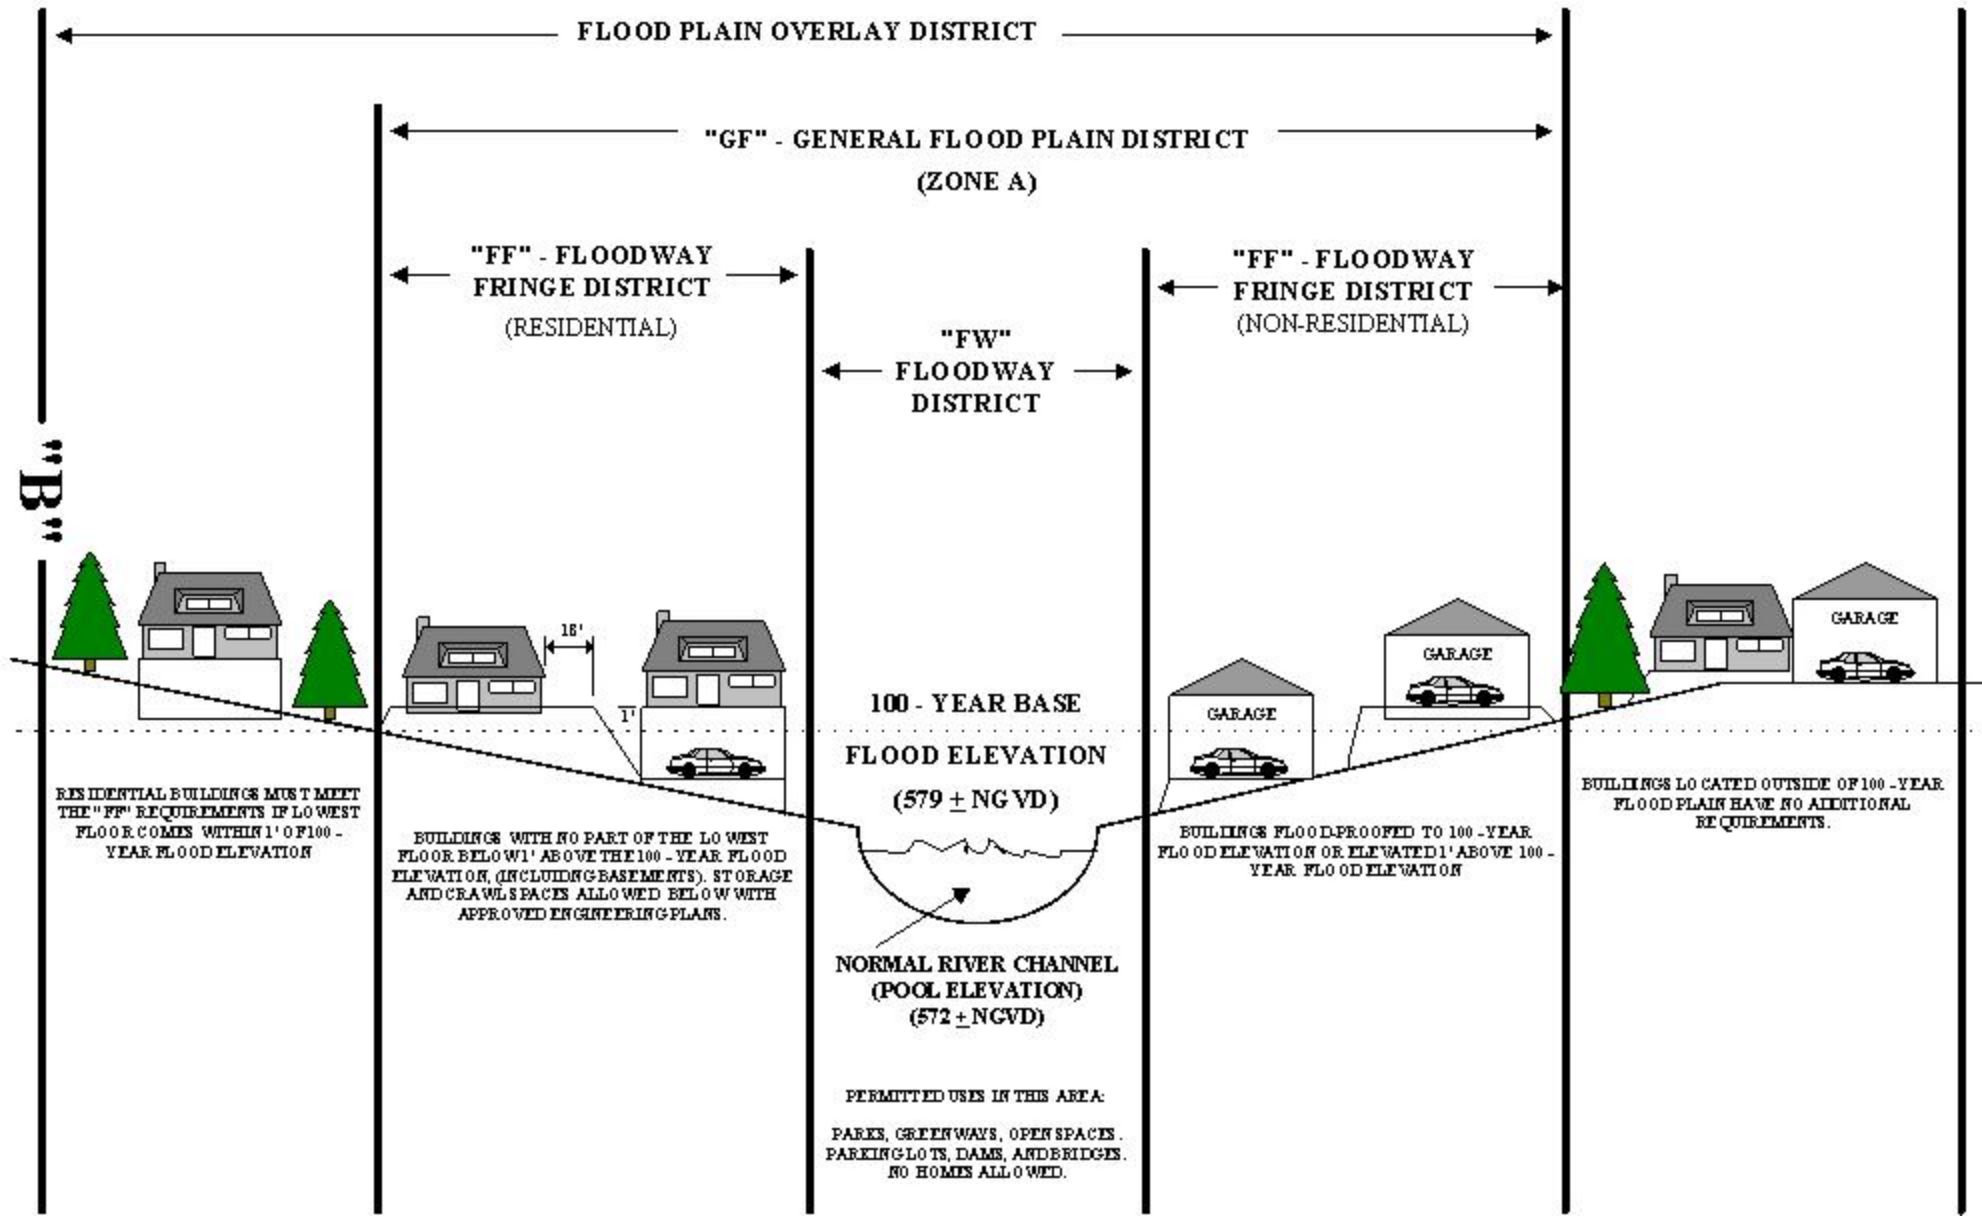 FLOOD PLAIN OVERLAY DISTRICT
"GF" - GENERAL FLOOD PLAIN DISTRICT
(ZONE A)
"FF" - FLOODWAY
FRINGE DISTRICT
(RESIDENTIAL)
"FW"
FLOODWAY
DISTRICT
"FF" - FLOODWAY
FRINGE DISTRICT
(NON-RESIDENTIAL)
"B"
18'
1'
GARAGE
GARAGE
GARAGE
100 - YEAR BASE
FLOOD ELEVATION
(579 ± NGVD)
RESIDENTIAL BUILDINGS MUST MEET
THE "FF" REQUIREMENTS IF LOWEST
FLOOR COMES WITHIN 1' OF 100 -
YEAR FLOOD ELEVATION
BUILDINGS WITH NO PART OF THE LOWEST
FLOOR BELOW 1' ABOVE THE 100 - YEAR FLOOD
ELEVATION, (INCLUIDNG BASEMENTS). STORAGE
AND CRAWLSPACES ALLOWED BELOW WITH
APPROVED ENGINEERING PLANS.
NORMAL RIVER CHANNEL
(POOL ELEVATION)
(572 ± NGVD)
PERMITTED USES IN THIS AREA:
PARKS, GREENWAYS, OPEN SPACES.
PARKING LOTS, DAMS, AND BRIDGES.
NO HOMES ALLOWED.
BUILDINGS FLOOD-PROOFED TO 100 - YEAR
FLOOD ELEVATION OR ELEVATED 1' ABOVE 100 -
YEAR FLOOD ELEVATION
BUILDINGS LOCATED OUTSIDE OF 100 - YEAR
FLOOD PLAIN HAVE NO ADDITIONAL
REQUIREMENTS.